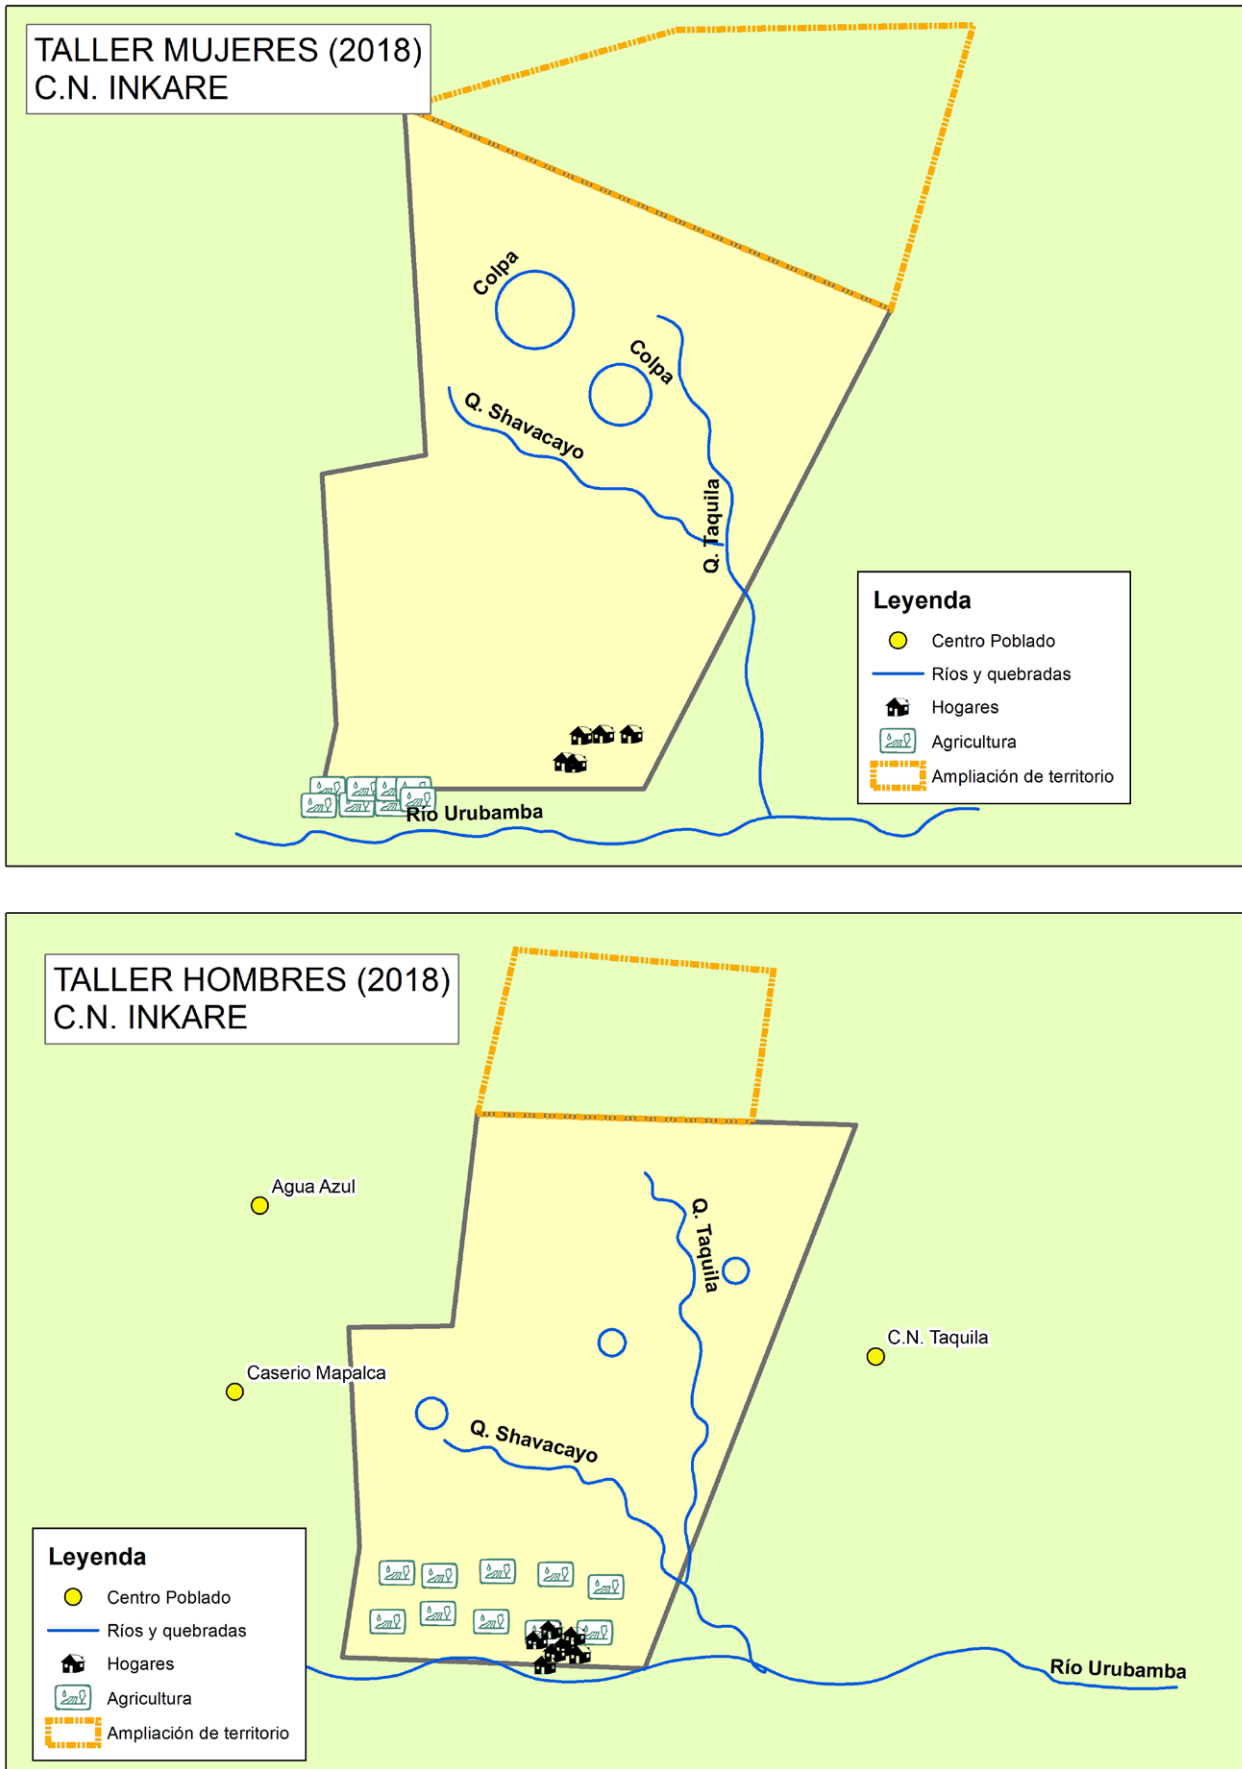 TALLER MUJERES (2018)
C.N. INKARE
Colpa
Colpa
Q. Shavacayo
Q. Taquila
Leyenda
Centro Poblado
Ríos y quebradas
Hogares
Agricultura
Ampliación de territorio
Río Urubamba
TALLER HOMBRES (2018)
C.N. INKARE
Agua Azul
Q. Taquila
C.N. Taquila
Caserio Mapalca
Q. Shavacayo
Leyenda
Centro Poblado
Ríos y quebradas
Hogares
Agricultura
Ampliación de territorio
Río Urubamba